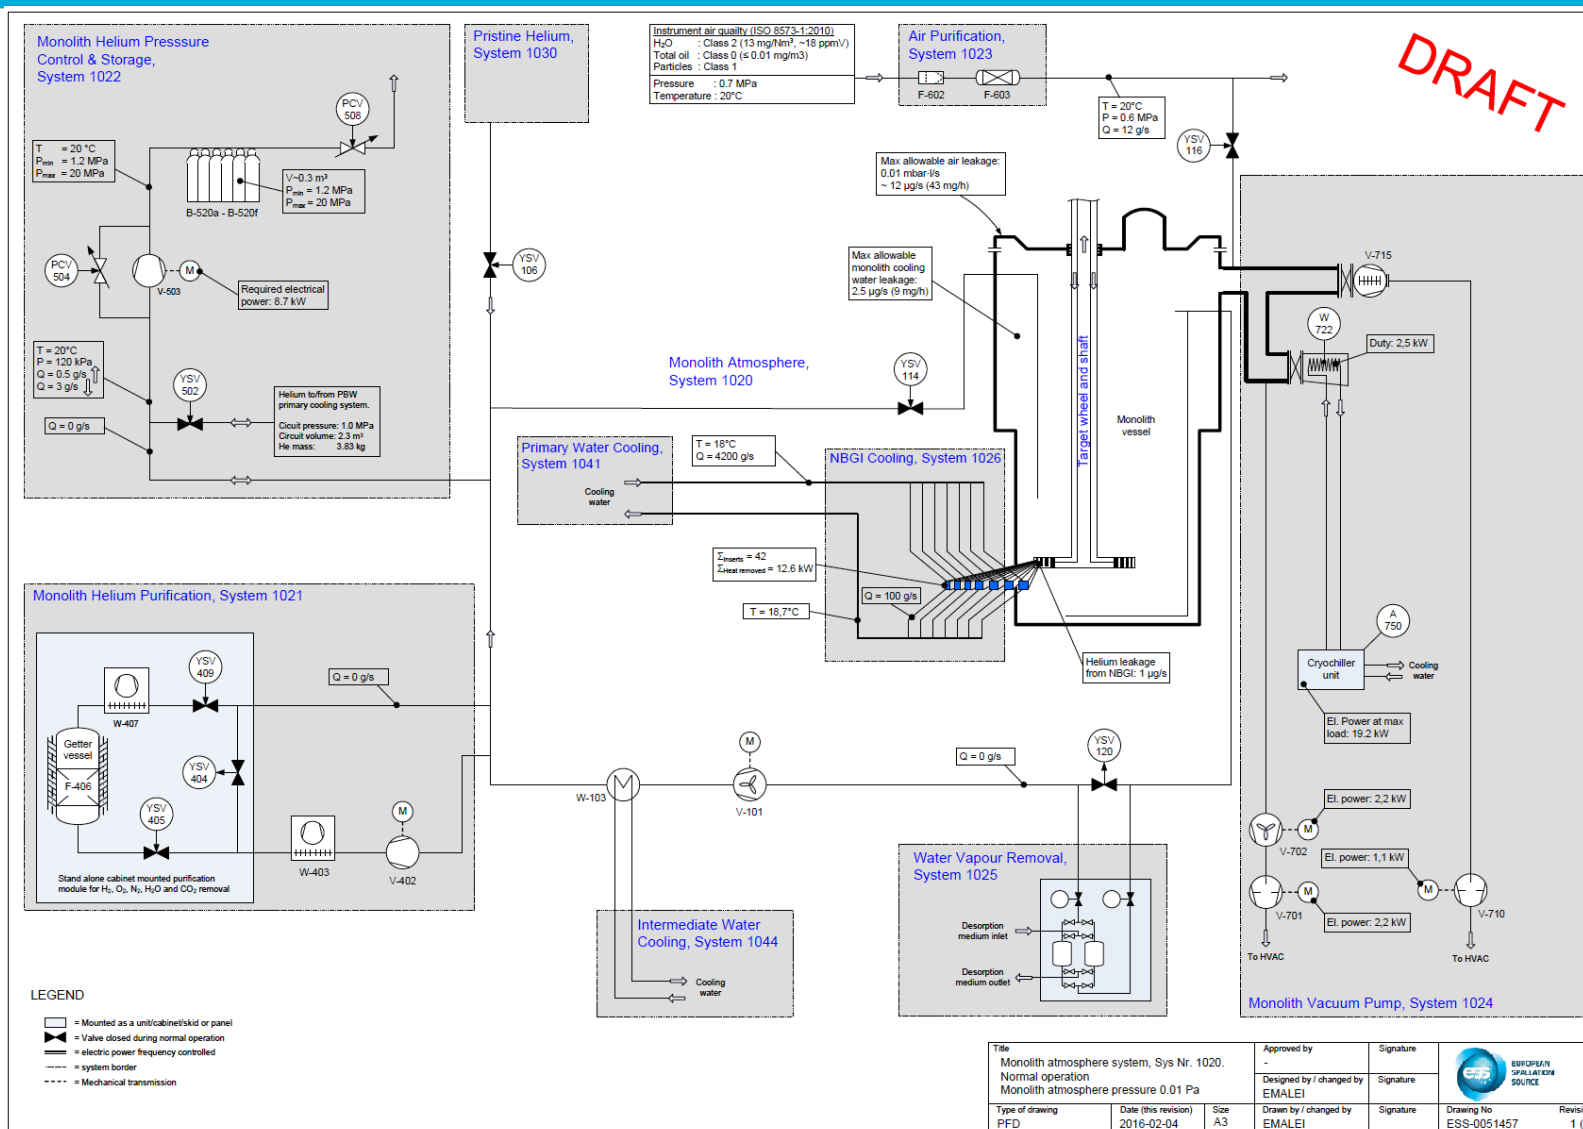 Monolith Helium Presssure
Control & Storage,
System 1022
PCV
508
T = 20 °C
Pmin = 1.2 MPa
Pmax = 20 MPa
V~0.3 m³
Pmin = 1.2 MPa
Pmax = 20 MPa
B-520a - B-520f
PCV
504
M
V-503
Required electrical
power: 8.7 kW
T = 20°C
P = 120 kPa
Q = 0.5 g/s
Q = 3 g/s
YSV
502
Helium to/from PBW
primary cooling system.
Cicuit pressure: 1.0 MPa
Circuit volume: 2.3 m³
He mass: 3.83 kg
Q = 0 g/s
Pristine Helium,
System 1030
YSV
106
Instrument air quailty (ISO 8573-1:2010)
H₂O : Class 2 (13 mg/Nm³, ~18 ppmV)
Total oil : Class 0 (≤ 0.01 mg/m3)
Particles : Class 1
Pressure : 0.7 MPa
Temperature : 20°C
Air Purification,
System 1023
F-602
F-603
T = 20°C
P = 0.6 MPa
Q = 12 g/s
YSV
116
DRAFT
Max allowable air leakage:
0.01 mbar·l/s
~ 12 µg/s (43 mg/h)
Max allowable
monolith cooling
water leakage:
2.5 µg/s (9 mg/h)
Monolith Atmosphere,
System 1020
YSV
114
Target wheel and shaft
Monolith
vessel
V-715
W
722
Duty: 2,5 kW
Primary Water Cooling,
System 1041
Cooling
water
T = 18°C
Q = 4200 g/s
NBGI Cooling, System 1026
ΣInserts = 42
ΣHeat removed = 12.6 kW
Q = 100 g/s
T = 18,7°C
Helium leakage
from NBGI: 1 µg/s
A
750
Cryochiller
unit
Cooling
water
El. Power at max
load: 19.2 kW
Monolith Helium Purification, System 1021
YSV
409
W-407
Getter
vessel
F-406
YSV
404
YSV
405
W-403
M
V-402
Stand alone cabinet mounted purification
module for H₂, O₂, N₂, H₂O and CO₂ removal
Q = 0 g/s
W-103
M
V-101
Q = 0 g/s
YSV
120
El. power: 2,2 kW
M
V-702
El. power: 1,1 kW
M
V-701
M
V-710
El. power: 2,2 kW
To HVAC
To HVAC
Monolith Vacuum Pump, System 1024
Water Vapour Removal,
System 1025
Desorption
medium inlet
Desorption
medium outlet
Intermediate Water
Cooling, System 1044
Cooling
water
LEGEND
= Mounted as a unit/cabinet/skid or panel
= Valve closed during normal operation
= electric power frequency controlled
= system border
= Mechanical transmission
Title
Monolith atmosphere system, Sys Nr. 1020.
Normal operation
Monolith atmosphere pressure 0.01 Pa
Approved by
-
Signature
Designed by / changed by
EMALEI
Signature
ess
EUROPEAN
SPALLATION
SOURCE
Type of drawing
PFD
Date (this revision)
2016-02-04
Size
A3
Drawn by / changed by
EMALEI
Signature
Drawing No
ESS-0051457
Revisi
1 (